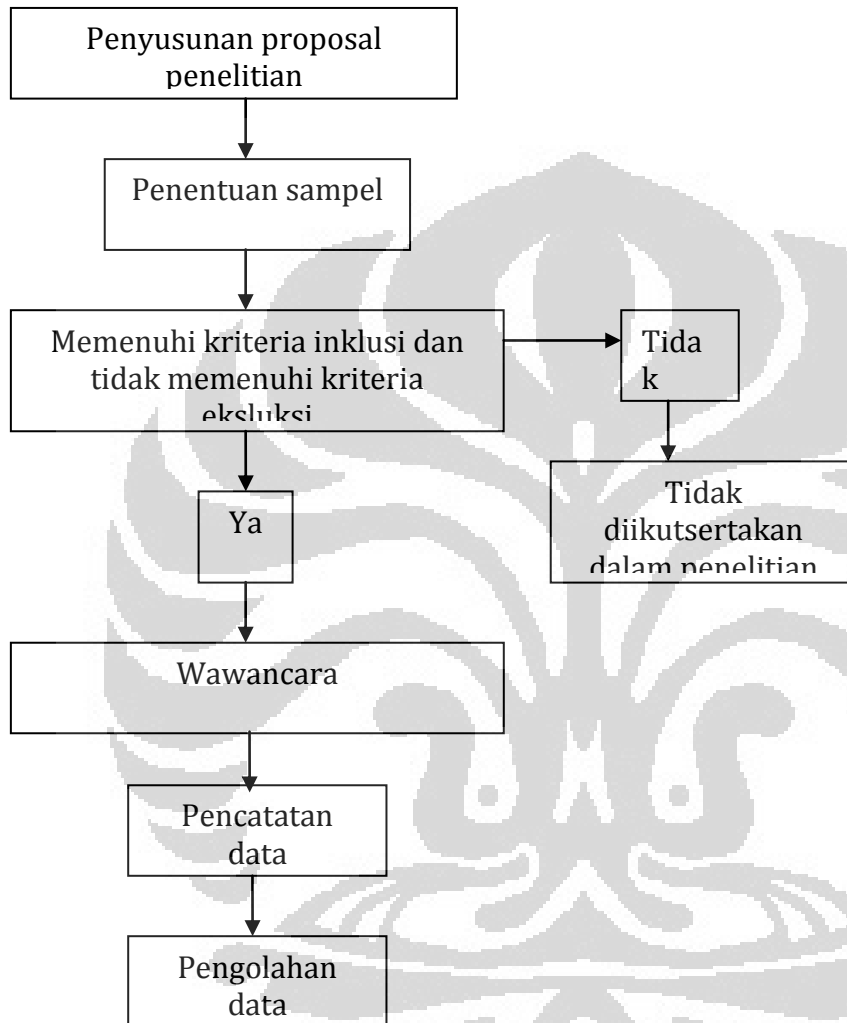 Penyusunan proposal
penelitian
Penentuan sampel
Memenuhi kriteria inklusi dan
tidak memenuhi kriteria
eksluksi
Tida
k
Ya
Tidak
diikutsertakan
dalam penelitian
Wawancara
Pencatatan
data
Pengolahan
data